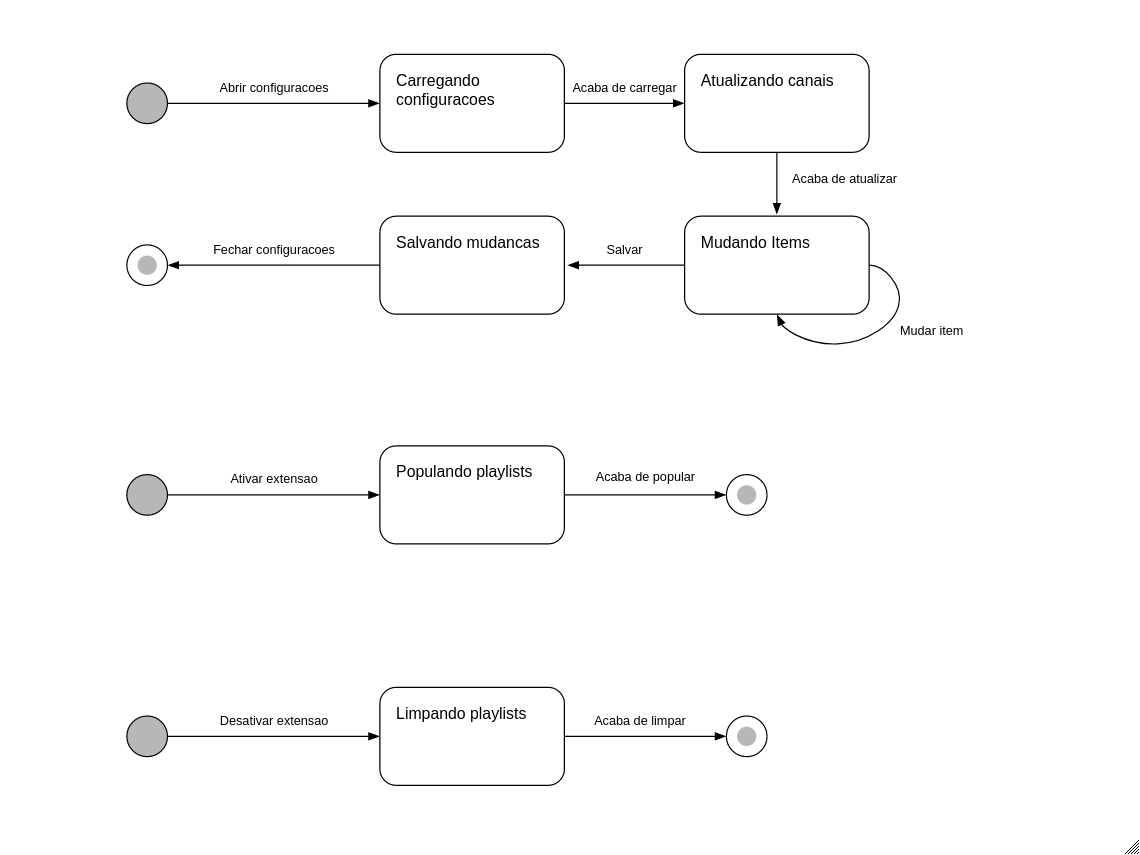 Abrir configuracoes
Carregando
configuracoes
Acaba de carregar
Atualizando canais
Acaba de atualizar
Fechar configuracoes
Salvando mudancas
Salvar
Mudando Items
Mudar item
Ativar extensao
Populando playlists
Acaba de popular
Desativar extensao
Limpando playlists
Acaba de limpar